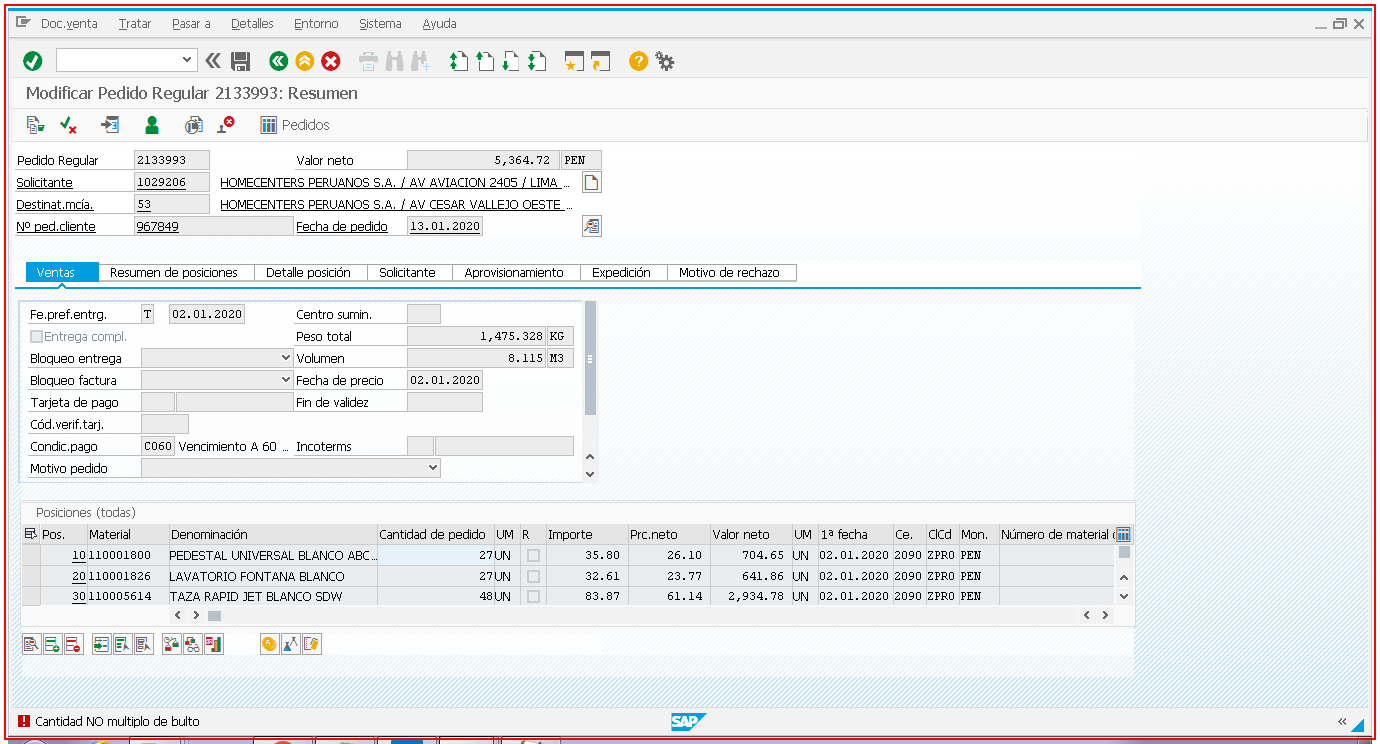 Doc.venta Tratar Pasar a Detalles Entorno Sistema Ayuda
Modificar Pedido Regular 2133993: Resumen
Pedidos
Pedido Regular 2133993 Valor neto 5,364.72 PEN
Solicitante 1029206 HOMECENTERS PERUANOS S.A. / AV AVIACION 2405 / LIMA ...
Destinat.mcía. 53 HOMECENTERS PERUANOS S.A. / AV CESAR VALLEJO OESTE ...
Nº ped.cliente 967849 Fecha de pedido 13.01.2020
Ventas Resumen de posiciones Detalle posición Solicitante Aprovisionamiento Expedición Motivo de rechazo
Fe.pref.entrg. T 02.01.2020 Centro sumin.
Entrega compl. Peso total 1,475.328 KG
Bloqueo entrega Volumen 8.115 M3
Bloqueo factura Fecha de precio 02.01.2020
Tarjeta de pago Fin de validez
Cód.verif.tarj.
Condic.pago C060 Vencimiento A 60 ... Incoterms
Motivo pedido
Posiciones (todas)
Pos. Material Denominación Cantidad de pedido UM R Importe Prc.neto Valor neto UM 1ª fecha Ce. ClCd Mon. Número de material
10 110001800 PEDESTAL UNIVERSAL BLANCO ABC... 27 UN 35.80 26.10 704.65 UN 02.01.2020 2090 ZPR0 PEN
20 110001826 LAVATORIO FONTANA BLANCO 27 UN 32.61 23.77 641.86 UN 02.01.2020 2090 ZPR0 PEN
30 110005614 TAZA RAPID JET BLANCO SDW 48 UN 83.87 61.14 2,934.78 UN 02.01.2020 2090 ZPR0 PEN
Cantidad NO multiplo de bulto SAP